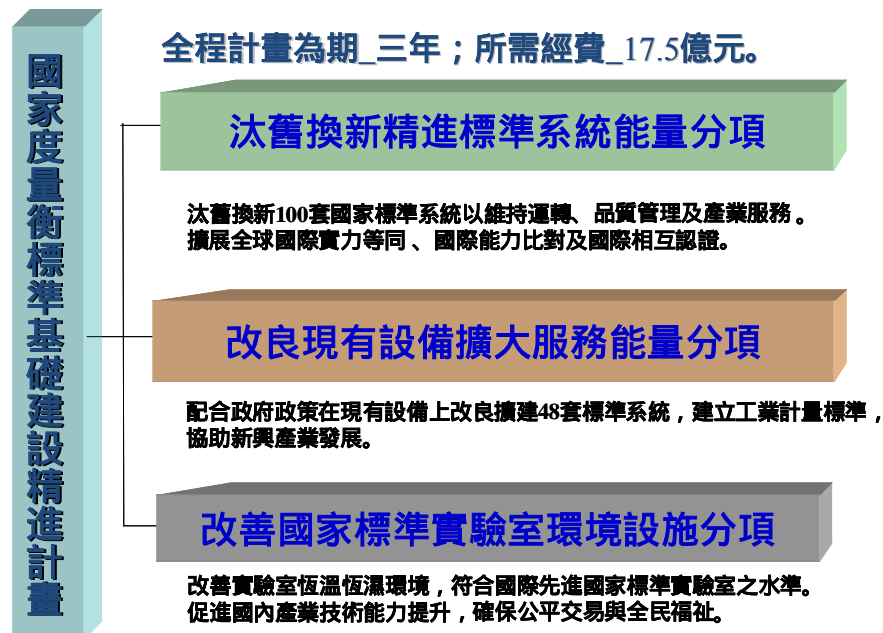 國家度量衡標準基礎建設精進計畫
全程計畫為期_三年；所需經費_17.5億元。
汰舊換新精進標準系統能量分項
汰舊換新100套國家標準系統以維持運轉、品質管理及產業服務。
擴展全球國際實力等同、國際能力比對及國際相互認證。
改良現有設備擴大服務能量分項
配合政府政策在現有設備上改良擴建48套標準系統，建立工業計量標準，
協助新興產業發展。
改善國家標準實驗室環境設施分項
改善實驗室恆溫恆濕環境，符合國際先進國家標準實驗室之水準。
促進國內產業技術能力提升，確保公平交易與全民福祉。